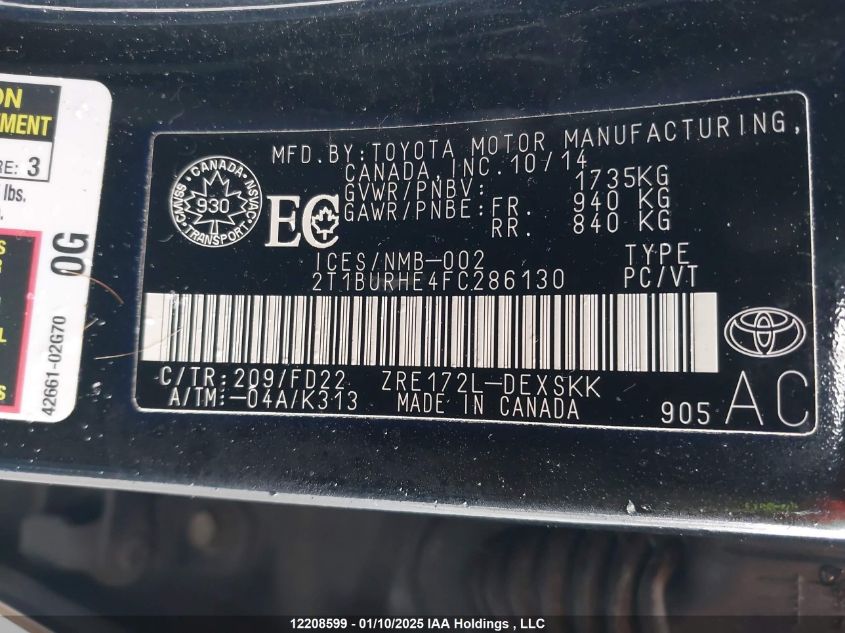 ON
MENT
RE: 3
lbs.
OG
42661-02G70
MFD.BY:TOYOTA MOTOR MANUFACTURING,
CANADA,INC.10/14
GVWR/PNBV: 1735KG
GAWR/PNBE: FR. 940 KG
RR. 840 KG
CANADA
CMVSS 930 NSVAC
TRANSPORT
EC
ICES/NMB-002 TYPE
2T1BURHE4FC286130 PC/VT
C/TR:209/FD22 ZRE172L-DEXSKK
A/TM:-04A/K313 MADE IN CANADA 905 AC
12208599 - 01/10/2025 IAA Holdings , LLC